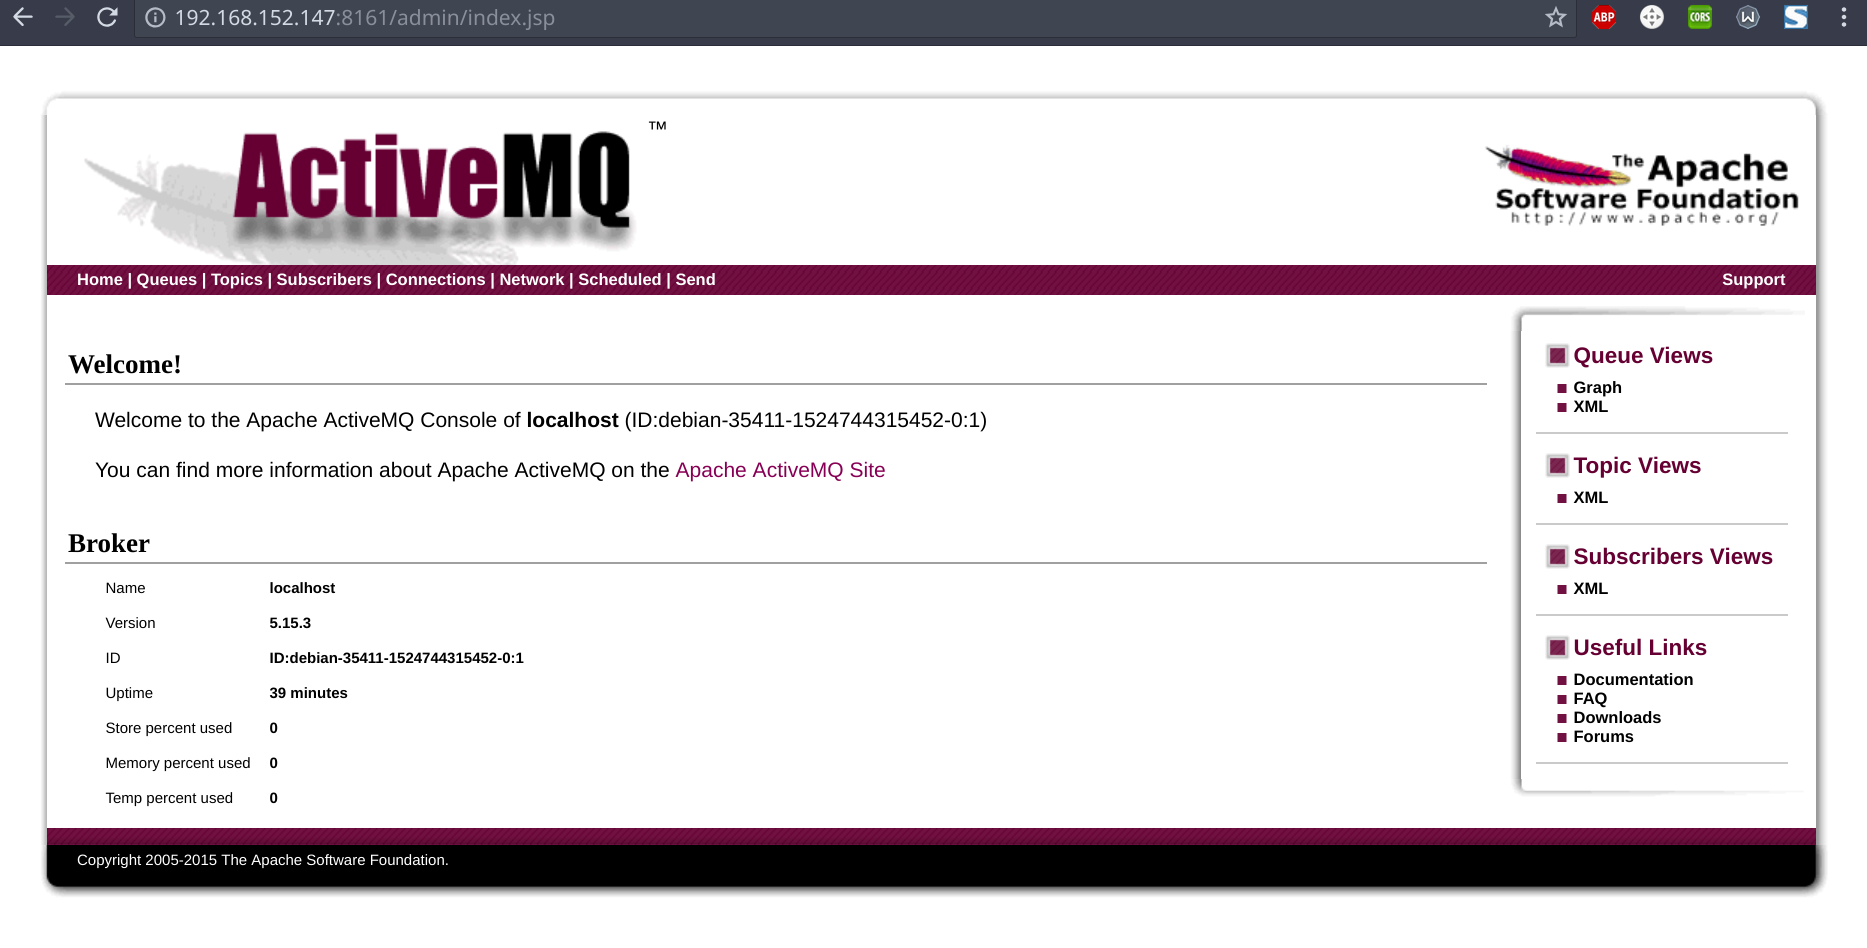 192.168.152.147:8161/admin/index.jsp
ABP
CORS
W
S
ActiveMQ ™
The Apache
Software Foundation
http://www.apache.org/
Home | Queues | Topics | Subscribers | Connections | Network | Scheduled | Send
Support
Welcome!
Welcome to the Apache ActiveMQ Console of localhost (ID:debian-35411-1524744315452-0:1)
You can find more information about Apache ActiveMQ on the Apache ActiveMQ Site
Broker
Name localhost
Version 5.15.3
ID ID:debian-35411-1524744315452-0:1
Uptime 39 minutes
Store percent used 0
Memory percent used 0
Temp percent used 0
Queue Views
Graph
XML
Topic Views
XML
Subscribers Views
XML
Useful Links
Documentation
FAQ
Downloads
Forums
Copyright 2005-2015 The Apache Software Foundation.